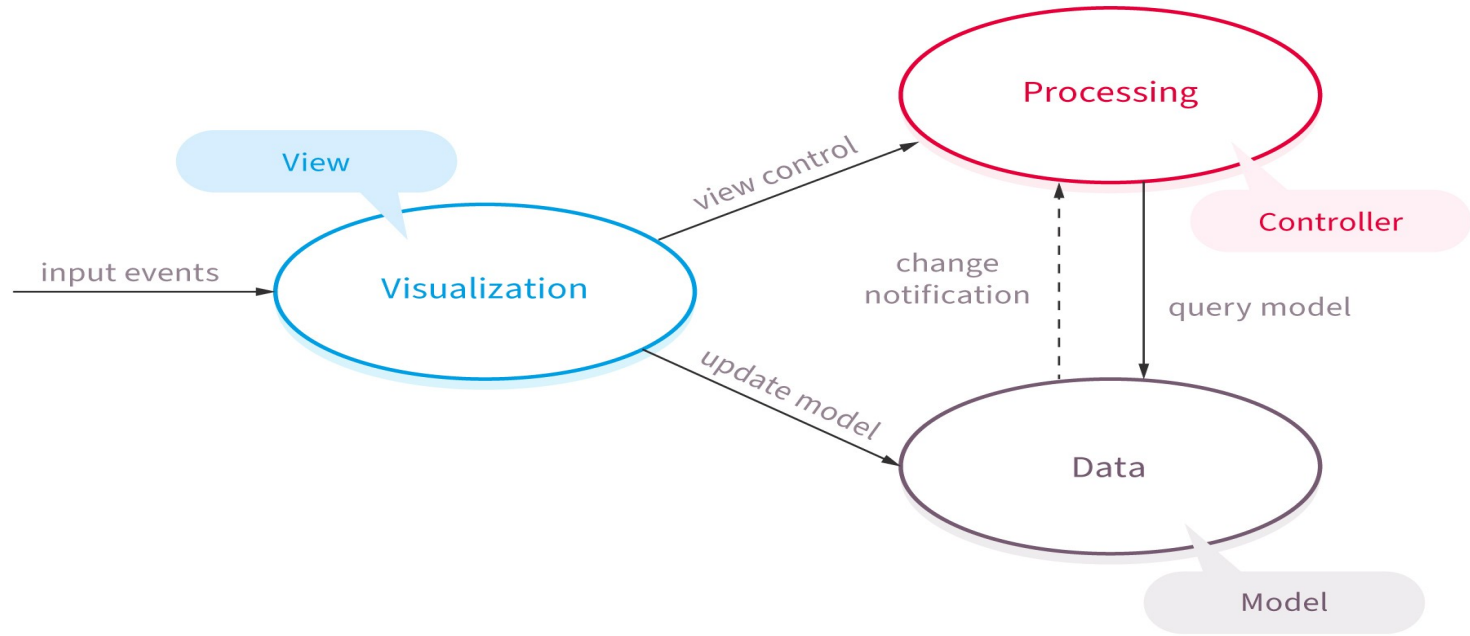 Processing
View
view control
Controller
input events
Visualization
change
notification
query model
update model
Data
Model